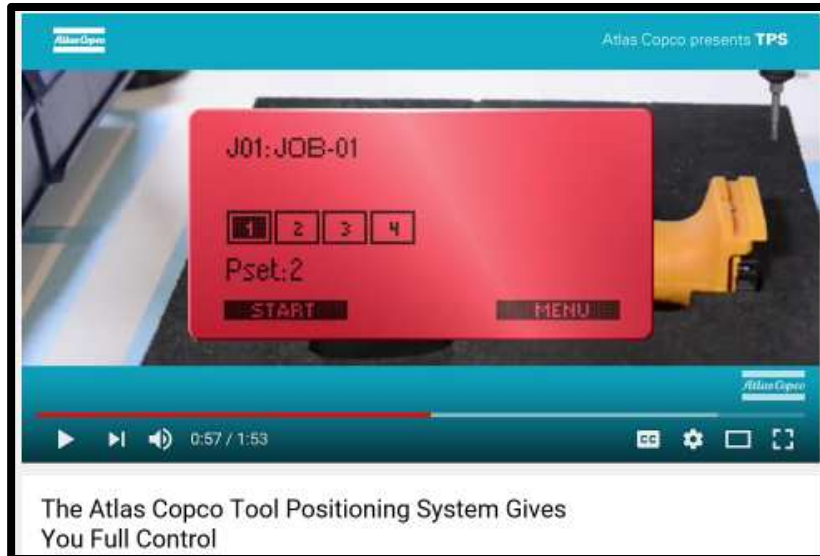 Atlas Copco
Atlas Copco presents TPS
J01:JOB-01
1 2 3 4
Pset:2
START MENU
Atlas Copco
0:57 / 1:53
CC
The Atlas Copco Tool Positioning System Gives
You Full Control